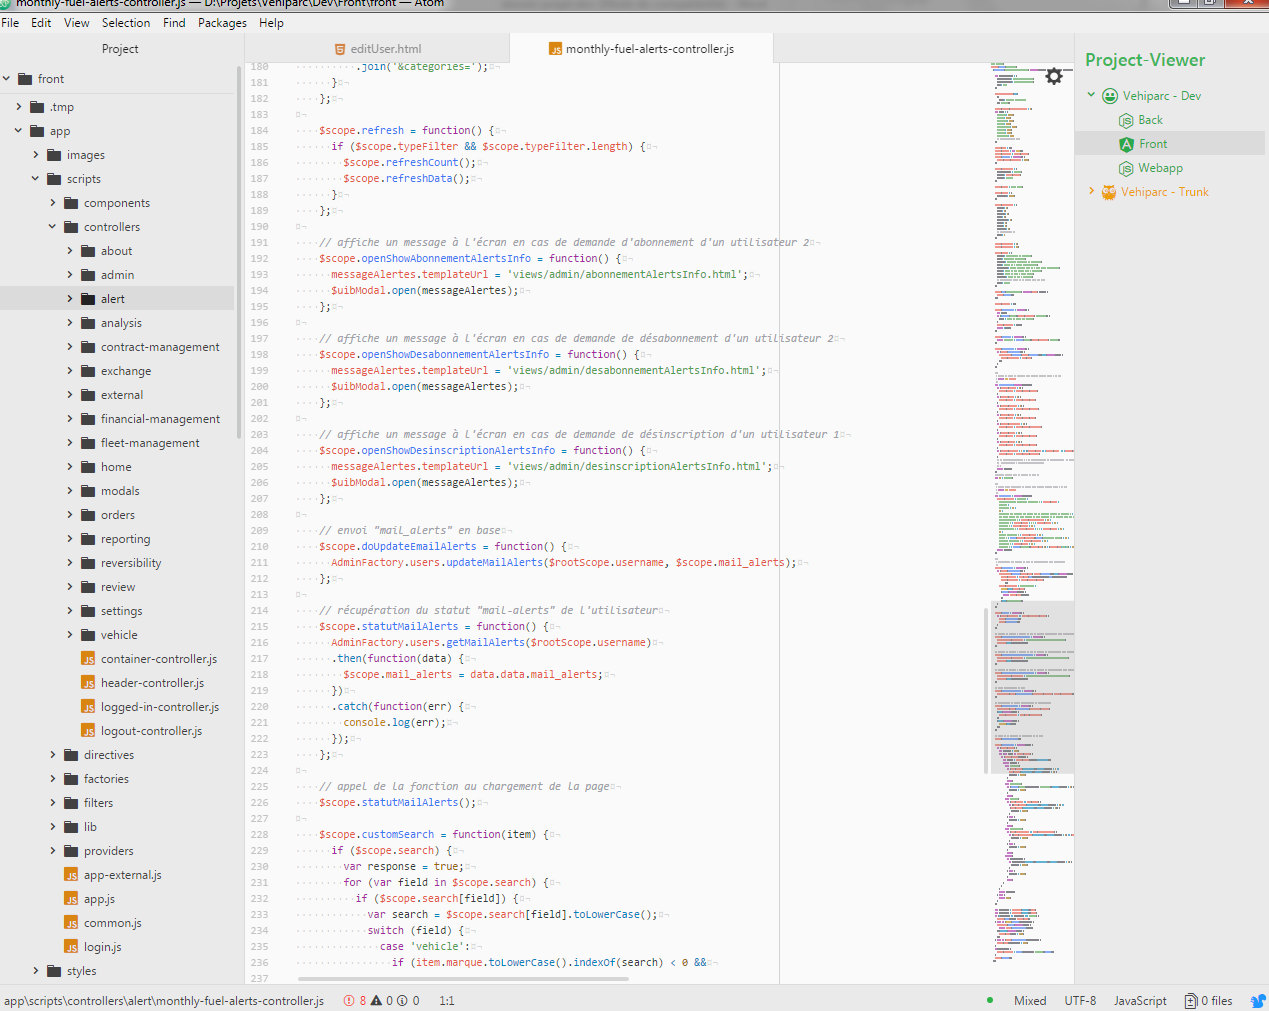 monthly-fuel-alerts-controller.js — D:\Projets\Vehiparc\Dev\Front\front — Atom
File Edit View Selection Find Packages Help
Project
front
.tmp
app
images
scripts
components
controllers
about
admin
alert
analysis
contract-management
exchange
external
financial-management
fleet-management
home
modals
orders
reporting
reversibility
review
settings
vehicle
container-controller.js
header-controller.js
logged-in-controller.js
logout-controller.js
directives
factories
filters
lib
providers
app-external.js
app.js
common.js
login.js
styles
editUser.html
monthly-fuel-alerts-controller.js
180 .join('&categories=');
181 }
182 };
183
184 $scope.refresh = function() {
185 if ($scope.typeFilter && $scope.typeFilter.length) {
186 $scope.refreshCount();
187 $scope.refreshData();
188 }
189 };
190
191 // affiche un message à l'écran en cas de demande d'abonnement d'un utilisateur 2
192 $scope.openShowAbonnementAlertsInfo = function() {
193 messageAlertes.templateUrl = 'views/admin/abonnementAlertsInfo.html';
194 $uibModal.open(messageAlertes);
195 };
196
197 // affiche un message à l'écran en cas de demande de désabonnement d'un utilisateur 2
198 $scope.openShowDesabonnementAlertsInfo = function() {
199 messageAlertes.templateUrl = 'views/admin/desabonnementAlertsInfo.html';
200 $uibModal.open(messageAlertes);
201 };
202
203 // affiche un message à l'écran en cas de demande de désinscription d'un utilisateur 1
204 $scope.openShowDesinscriptionAlertsInfo = function() {
205 messageAlertes.templateUrl = 'views/admin/desinscriptionAlertsInfo.html';
206 $uibModal.open(messageAlertes);
207 };
208
209 // envoi "mail_alerts" en base
210 $scope.doUpdateEmailAlerts = function() {
211 AdminFactory.users.updateMailAlerts($rootScope.username, $scope.mail_alerts);
212 };
213
214 // récupération du statut "mail-alerts" de l'utilisateur
215 $scope.statutMailAlerts = function() {
216 AdminFactory.users.getMailAlerts($rootScope.username)
217 .then(function(data) {
218 $scope.mail_alerts = data.data.mail_alerts;
219 })
220 .catch(function(err) {
221 console.log(err);
222 });
223 };
224
225 // appel de la fonction au chargement de la page
226 $scope.statutMailAlerts();
227
228 $scope.customSearch = function(item) {
229 if ($scope.search) {
230 var response = true;
231 for (var field in $scope.search) {
232 if ($scope.search[field]) {
233 var search = $scope.search[field].toLowerCase();
234 switch (field) {
235 case 'vehicle':
236 if (item.marque.toLowerCase().indexOf(search) < 0 &&
237
Project-Viewer
Vehiparc - Dev
Back
Front
Webapp
Vehiparc - Trunk
app\scripts\controllers\alert\monthly-fuel-alerts-controller.js 8 0 0 1:1 Mixed UTF-8 JavaScript 0 files